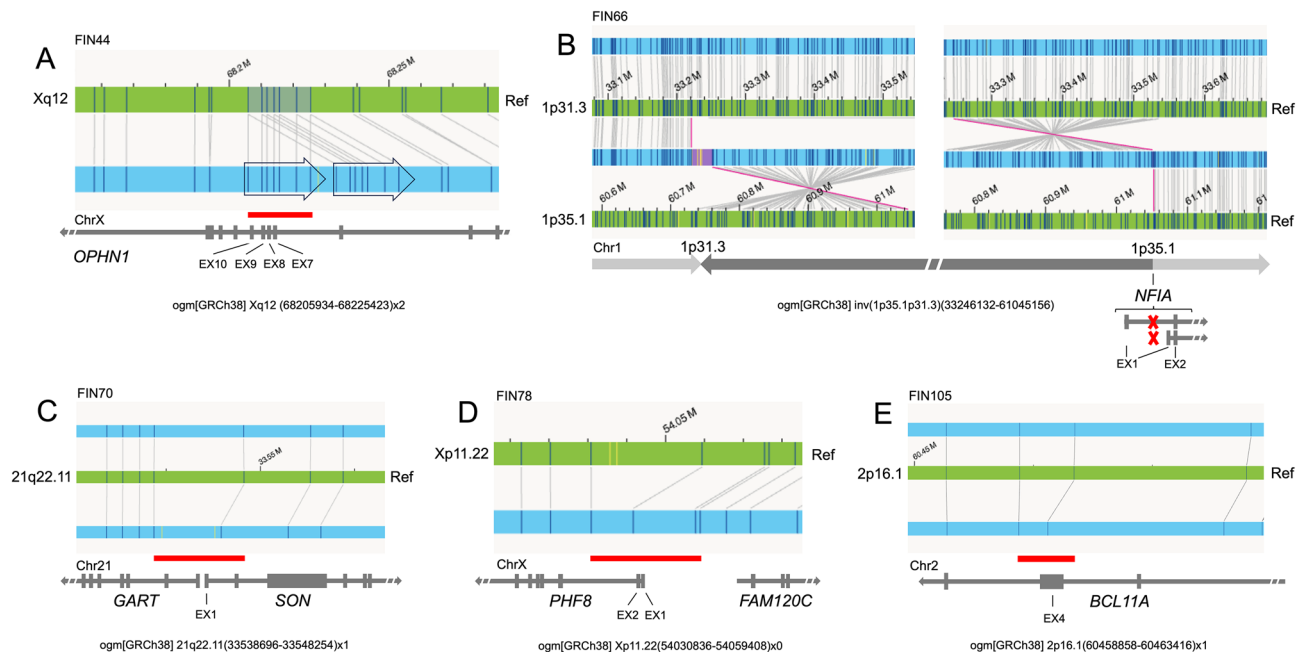 FIN44
A
68.2 M
68.25 M
Xq12
Ref
ChrX
OPHN1
EX10
EX9
EX8
EX7
ogm[GRCh38] Xq12 (68205934-68225423)x2
FIN66
B
33.1 M
33.2 M
33.3 M
33.4 M
33.5 M
33.3 M
33.4 M
33.5 M
33.6 M
1p31.3
Ref
60.6 M
60.7 M
60.8 M
60.9 M
61 M
60.8 M
60.9 M
61 M
61.1 M
1p35.1
Ref
Chr1
1p31.3
1p35.1
NFIA
EX1
EX2
ogm[GRCh38] inv(1p35.1p31.3)(33246132-61045156)
FIN70
C
33.55 M
21q22.11
Ref
Chr21
GART
SON
EX1
ogm[GRCh38] 21q22.11(33538696-33548254)x1
FIN78
D
54.05 M
Xp11.22
Ref
ChrX
PHF8
FAM120C
EX2
EX1
ogm[GRCh38] Xp11.22(54030836-54059408)x0
FIN105
E
60.45 M
2p16.1
Ref
Chr2
BCL11A
EX4
ogm[GRCh38] 2p16.1(60458858-60463416)x1